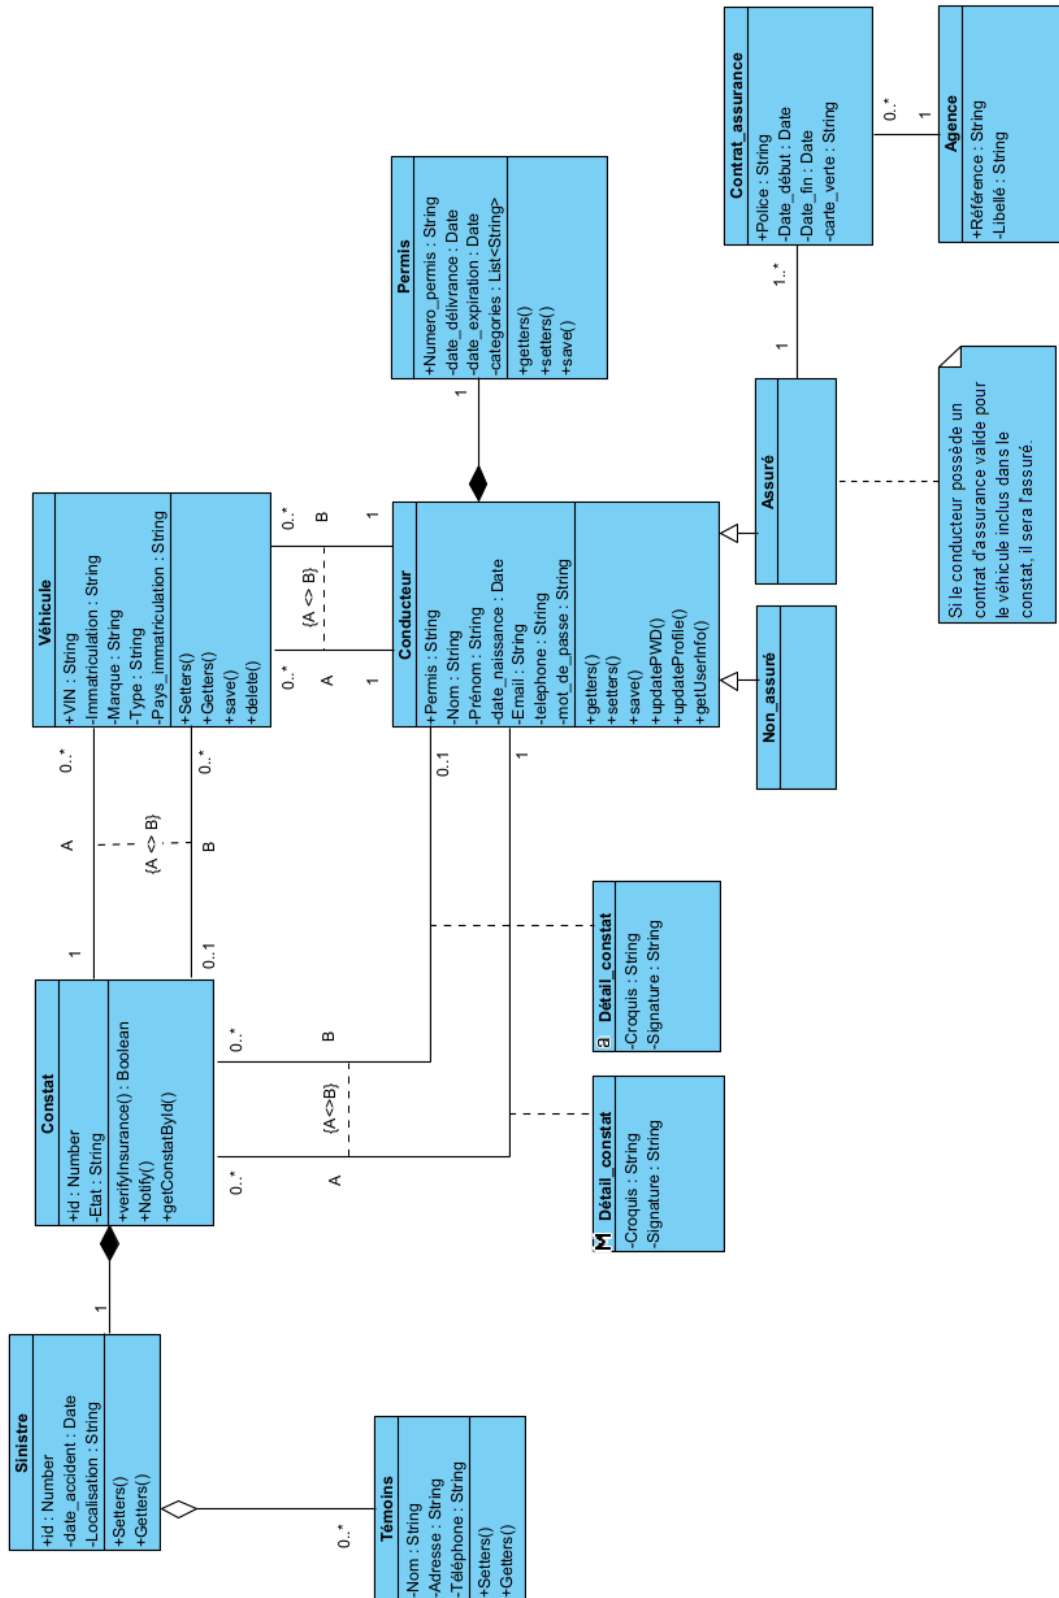 Sinistre
+id : Number
-date_accident : Date
-Localisation : String
+Setters()
+Getters()
1
0..*
Témoins
-Nom : String
-Adresse : String
-Téléphone : String
+Setters()
+Getters()
Constat
+id : Number
-Etat : String
+verifyInsurance() : Boolean
+Notify()
+getConstatById()
1
A
0..*
{A <> B}
0..1
B
0..*
Véhicule
+VIN : String
-Immatriculation : String
-Marque : String
-Type : String
-Pays_immatriculation : String
+Setters()
+Getters()
+save()
+delete()
0..*
A
1
{A <> B}
0..*
B
1
0..*
A
1
{A<>B}
0..*
B
0..1
Conducteur
+Permis : String
-Nom : String
-Prénom : String
-date_naissance : Date
-Email : String
-telephone : String
-mot_de_passe : String
+getters()
+setters()
+save()
+updatePWD()
+updateProfile()
+getUserInfo()
1
Permis
+Numero_permis : String
-date_délivrance : Date
-date_expiration : Date
-categories : List<String>
+getters()
+setters()
+save()
M Détail_constat
-Croquis : String
-Signature : String
a Détail_constat
-Croquis : String
-Signature : String
Non_assuré
Assuré
1
1..*
Contrat_assurance
+Police : String
-Date_début : Date
-Date_fin : Date
-carte_verte : String
0..*
1
Agence
+Référence : String
-Libellé : String
Si le conducteur possède un
contrat d'assurance valide pour
le véhicule inclus dans le
constat, il sera l'assuré.